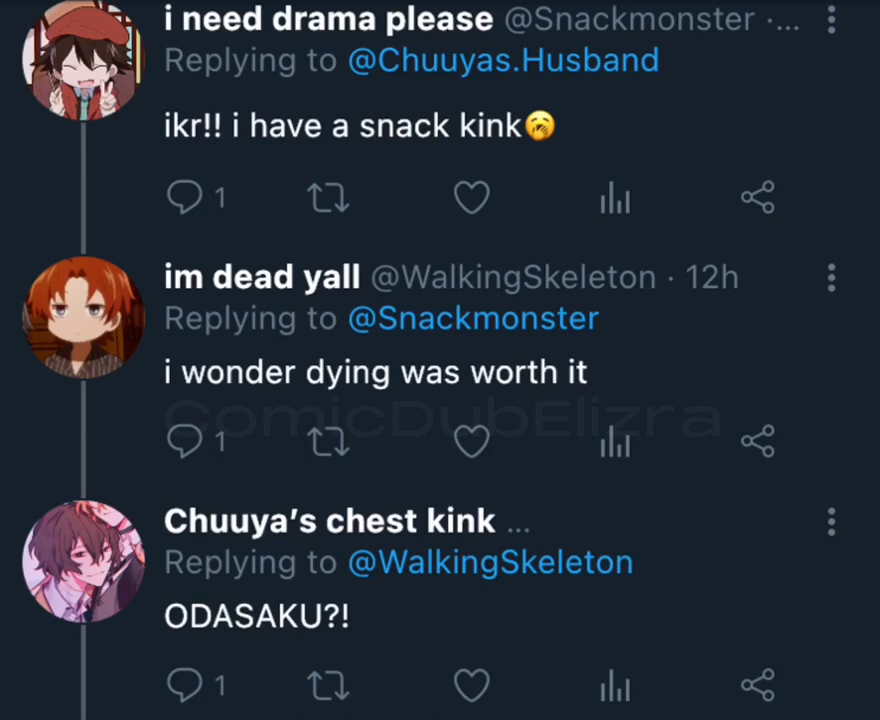 i need drama please @Snackmonster ·...
Replying to @Chuuyas.Husband
ikr!! i have a snack kink🥱
1
im dead yall @WalkingSkeleton · 12h
Replying to @Snackmonster
i wonder dying was worth it
ComicDubElizra
1
Chuuya’s chest kink ...
Replying to @WalkingSkeleton
ODASAKU?!
1